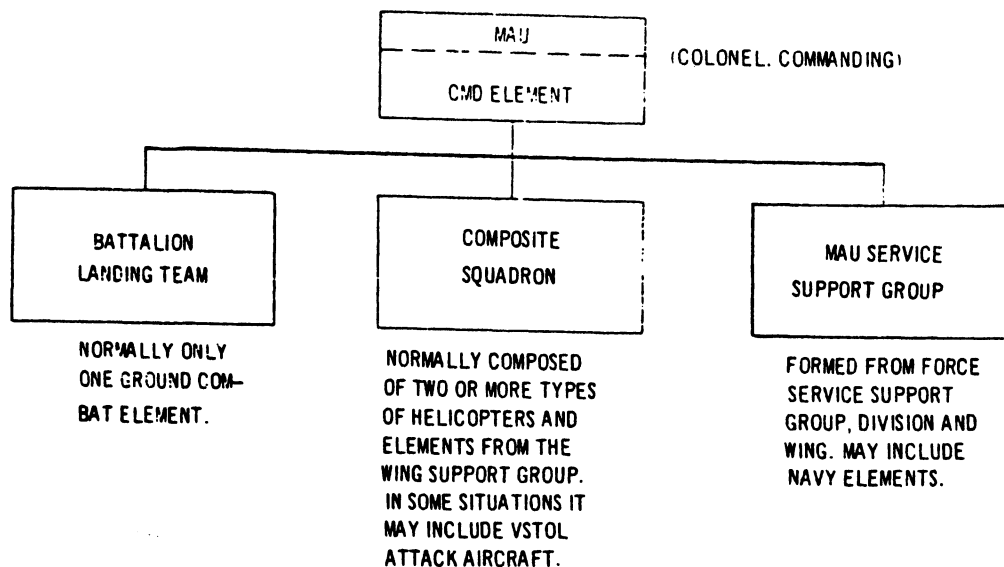 MAU
(COLONEL. COMMANDING)
CMD ELEMENT
BATTALION
LANDING TEAM
COMPOSITE
SQUADRON
MAU SERVICE
SUPPORT GROUP
NORMALLY ONLY
ONE GROUND COM-
BAT ELEMENT.
NORMALLY COMPOSED
OF TWO OR MORE TYPES
OF HELICOPTERS AND
ELEMENTS FROM THE
WING SUPPORT GROUP.
IN SOME SITUATIONS IT
MAY INCLUDE VSTOL
ATTACK AIRCRAFT.
FORMED FROM FORCE
SERVICE SUPPORT
GROUP, DIVISION AND
WING. MAY INCLUDE
NAVY ELEMENTS.